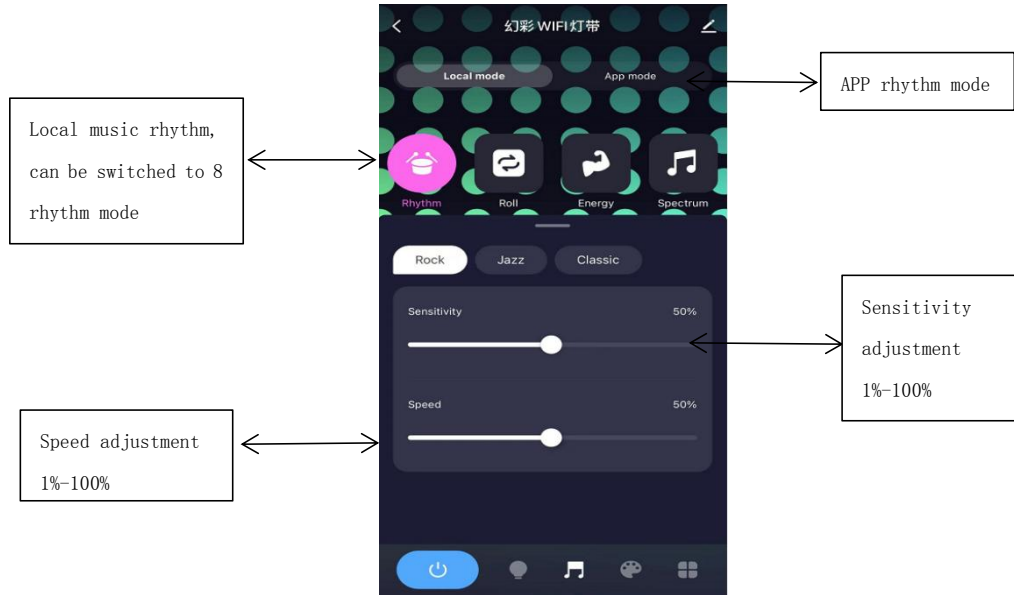 幻彩 WIFI灯带
Local mode
App mode
APP rhythm mode
Local music rhythm,
can be switched to 8
rhythm mode
Rhythm
Roll
Energy
Spectrum
Rock
Jazz
Classic
Sensitivity
50%
Sensitivity
adjustment
1%-100%
Speed
50%
Speed adjustment
1%-100%